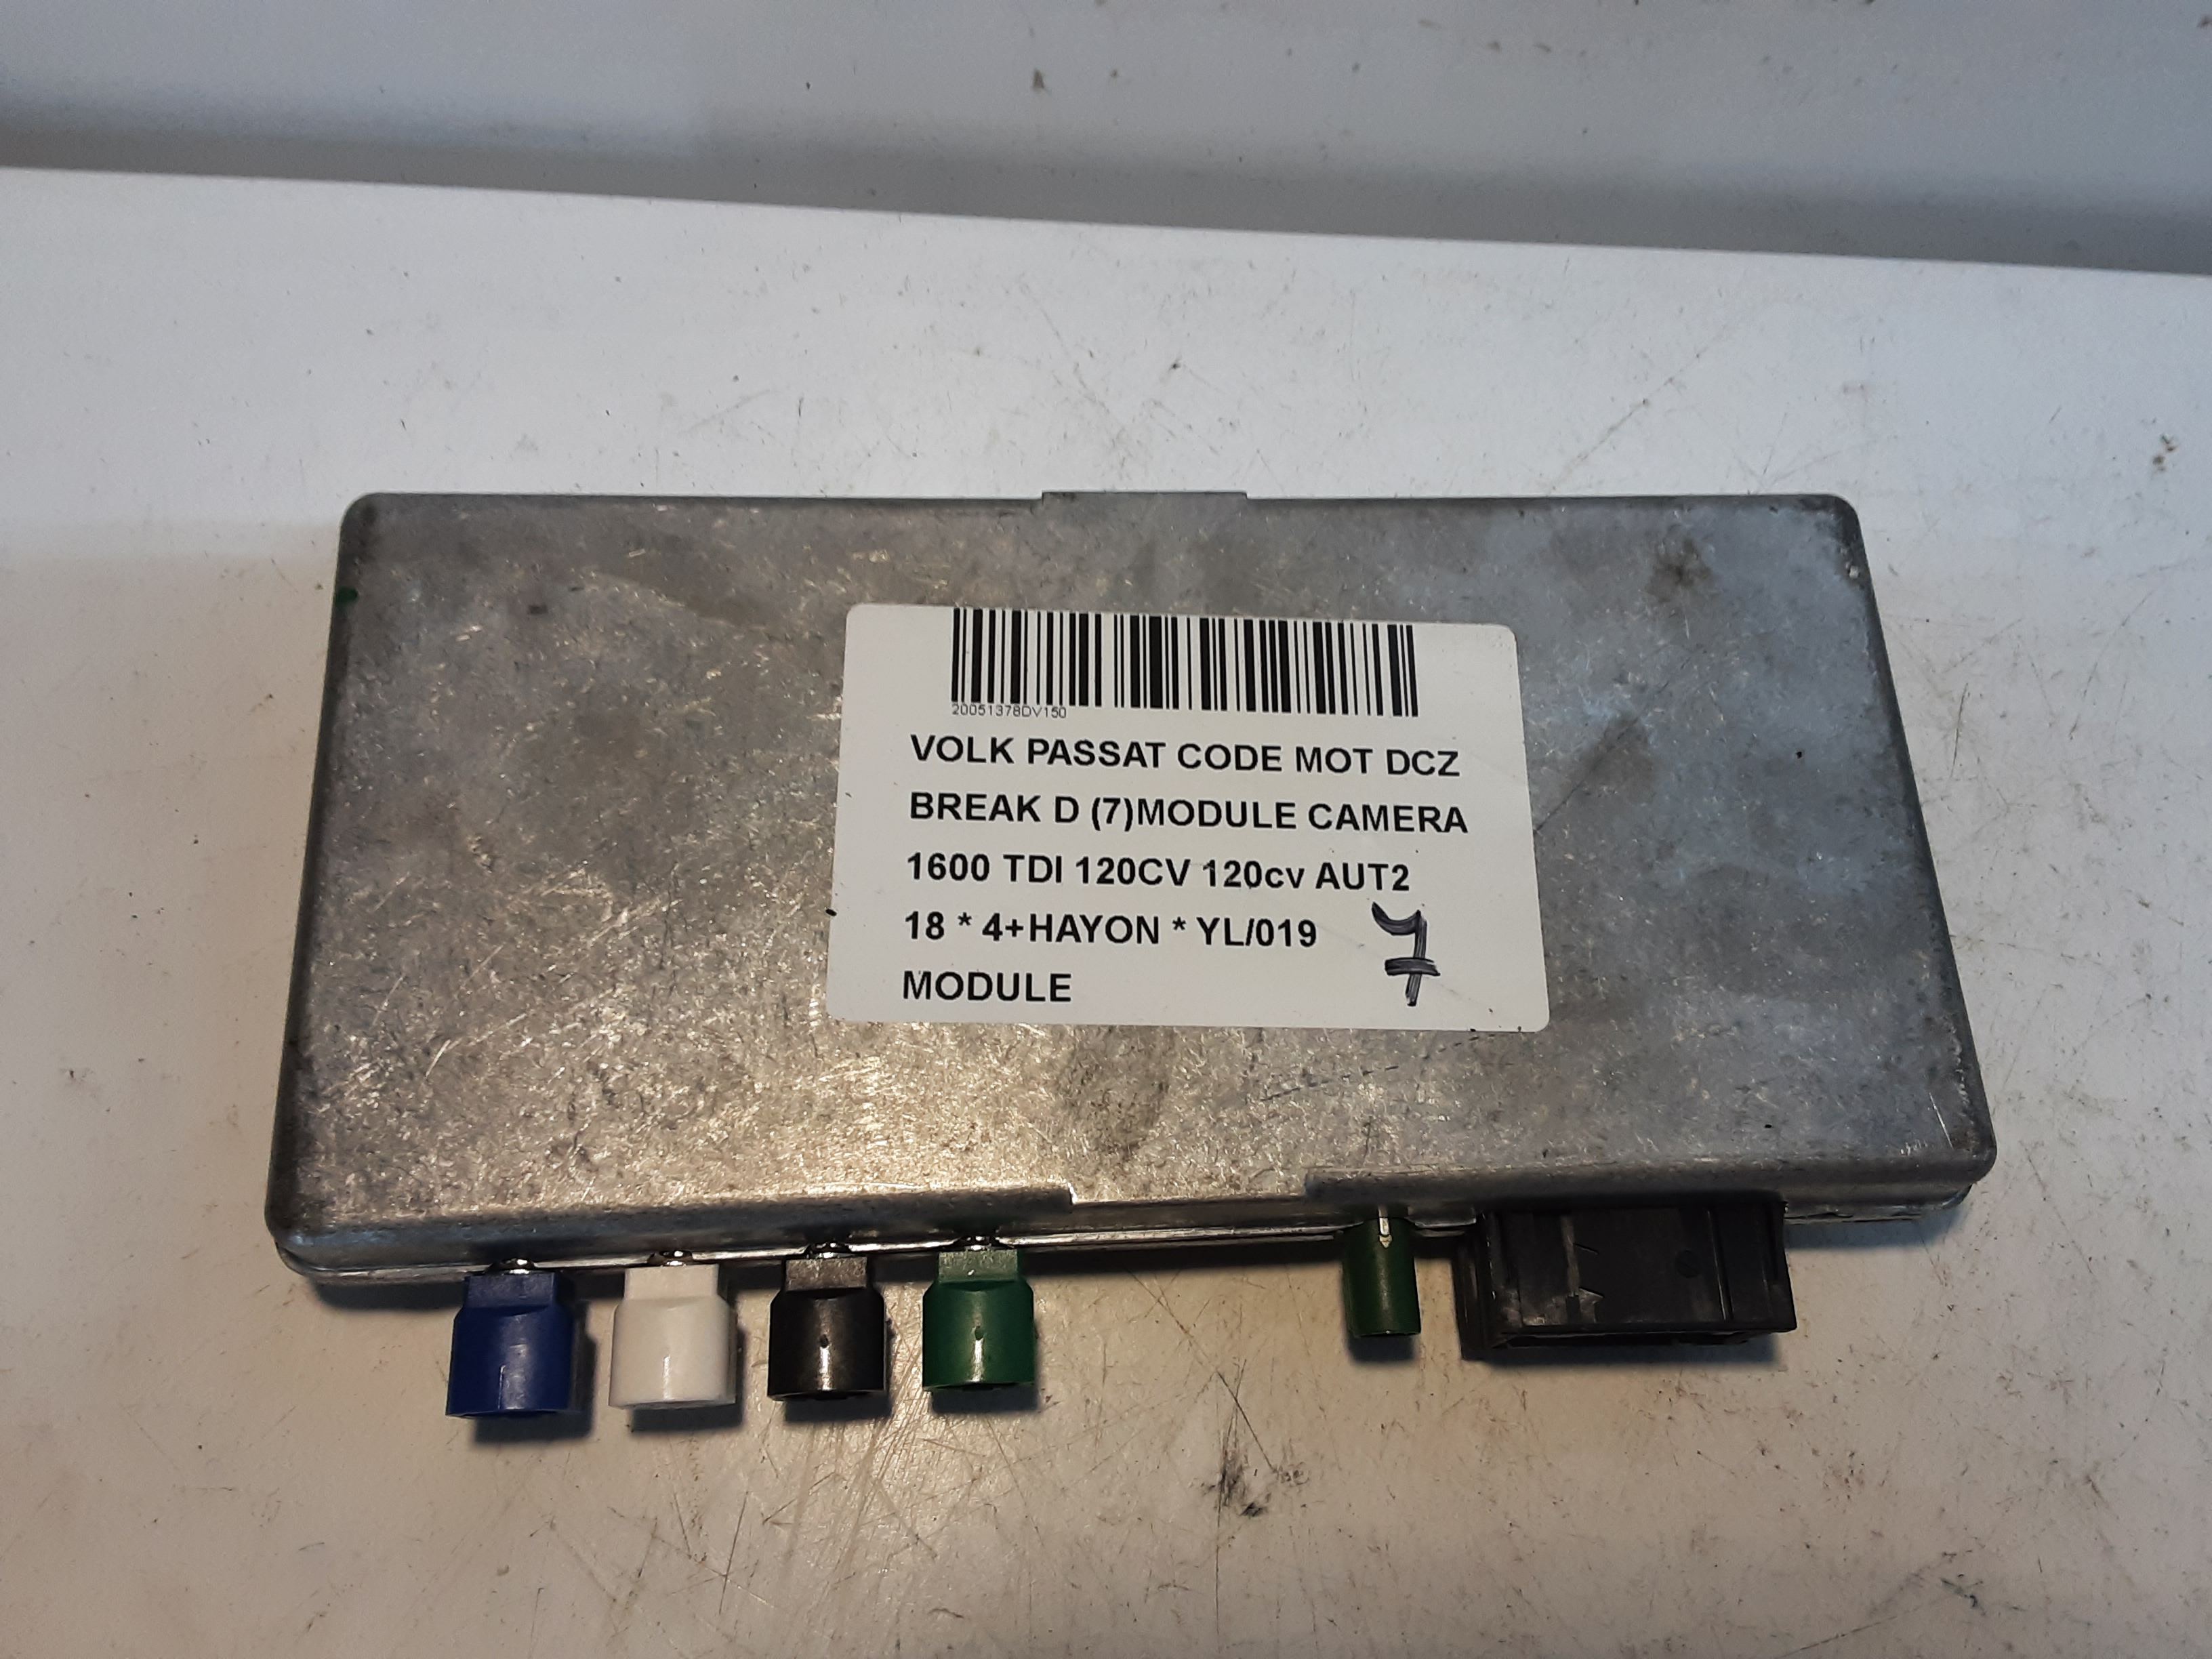 20051378DV150
VOLK PASSAT CODE MOT DCZ
BREAK D (7)MODULE CAMERA
1600 TDI 120CV 120cv AUT2
18 * 4+HAYON * YL/019
MODULE 7